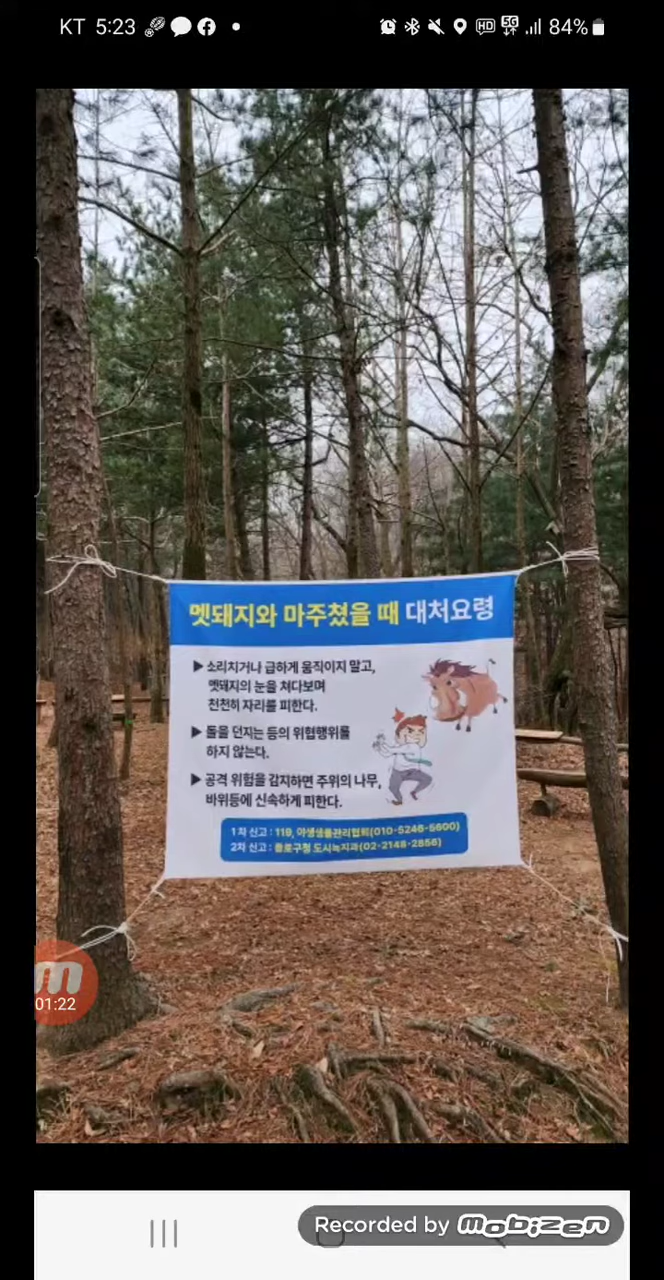 KT 5:23
HD 5G 84%
멧돼지와 마주쳤을 때 대처요령
▶소리치거나 급하게 움직이지 말고,
멧돼지의 눈을 쳐다보며
천천히 자리를 피한다.
▶돌을 던지는 등의 위협행위를
하지 않는다.
▶공격 위험을 감지하면 주위의 나무,
바위등에 신속하게 피한다.
1차 신고 : 119, 야생생물관리협회(010-5246-5600)
2차 신고 : 종로구청 도시녹지과(02-2148-2856)
01:22
Recorded by mobizen